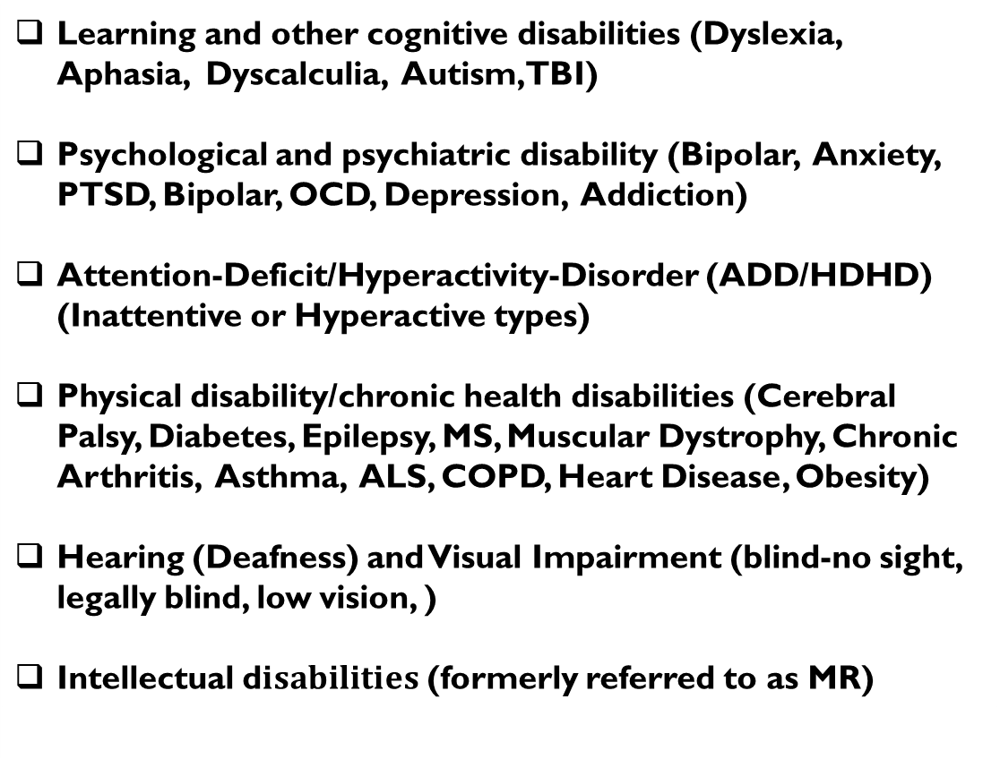 ❑ Learning and other cognitive disabilities (Dyslexia,
Aphasia, Dyscalculia, Autism, TBI)
❑ Psychological and psychiatric disability (Bipolar, Anxiety,
PTSD, Bipolar, OCD, Depression, Addiction)
❑ Attention-Deficit/Hyperactivity-Disorder (ADD/HDHD)
(Inattentive or Hyperactive types)
❑ Physical disability/chronic health disabilities (Cerebral
Palsy, Diabetes, Epilepsy, MS, Muscular Dystrophy, Chronic
Arthritis, Asthma, ALS, COPD, Heart Disease, Obesity)
❑ Hearing (Deafness) and Visual Impairment (blind-no sight,
legally blind, low vision, )
❑ Intellectual disabilities (formerly referred to as MR)